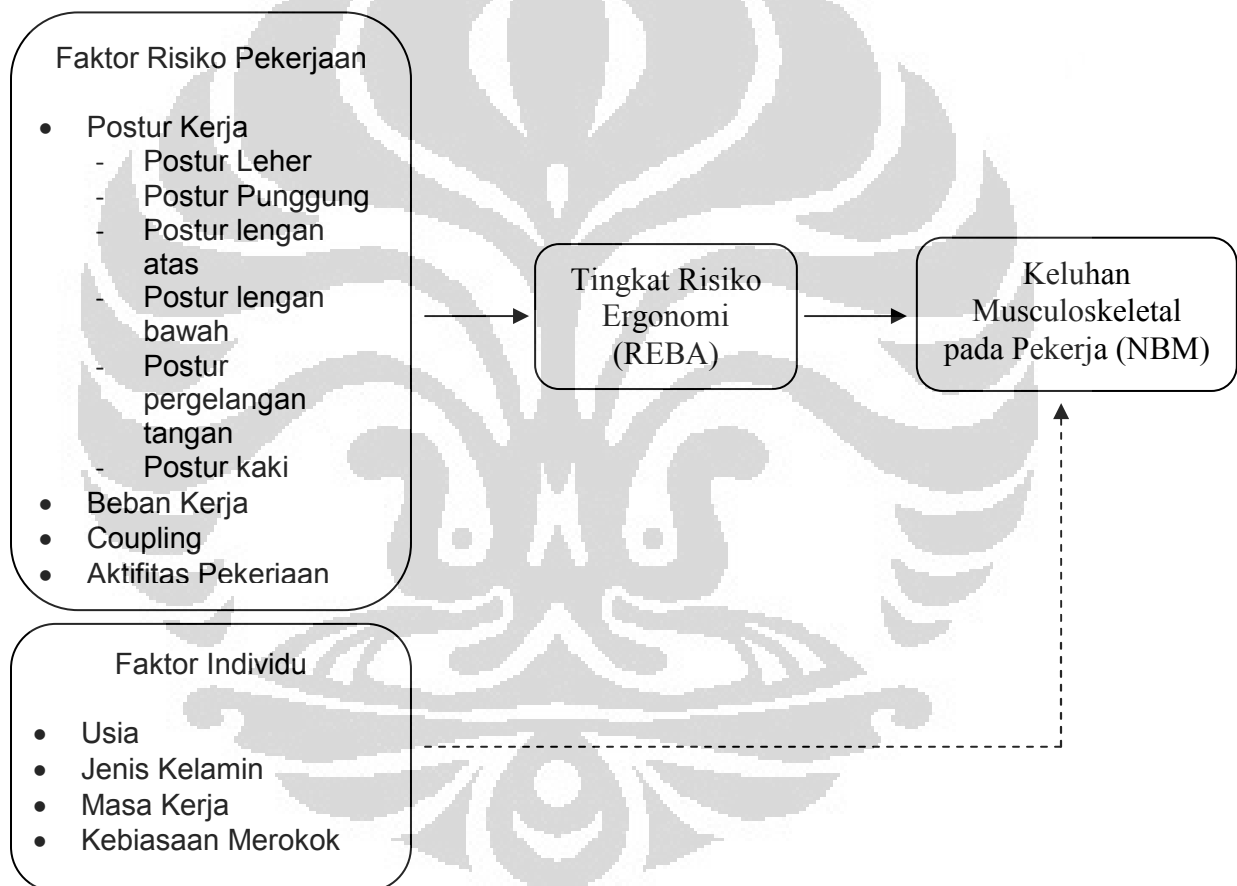 Faktor Risiko Pekerjaan
• Postur Kerja
- Postur Leher
- Postur Punggung
- Postur lengan
atas
- Postur lengan
bawah
- Postur
pergelangan
tangan
- Postur kaki
• Beban Kerja
• Coupling
• Aktifitas Pekerjaan
Tingkat Risiko
Ergonomi
(REBA)
Keluhan
Musculoskeletal
pada Pekerja (NBM)
Faktor Individu
• Usia
• Jenis Kelamin
• Masa Kerja
• Kebiasaan Merokok